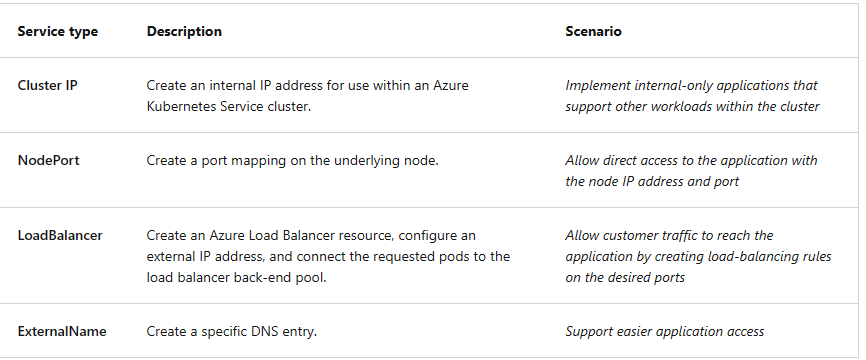 Service type Description Scenario
Cluster IP Create an internal IP address for use within an Azure Implement internal-only applications that
Kubernetes Service cluster. support other workloads within the cluster
NodePort Create a port mapping on the underlying node. Allow direct access to the application with
the node IP address and port
LoadBalancer Create an Azure Load Balancer resource, configure an Allow customer traffic to reach the
external IP address, and connect the requested pods to the application by creating load-balancing rules
load balancer back-end pool. on the desired ports
ExternalName Create a specific DNS entry. Support easier application access